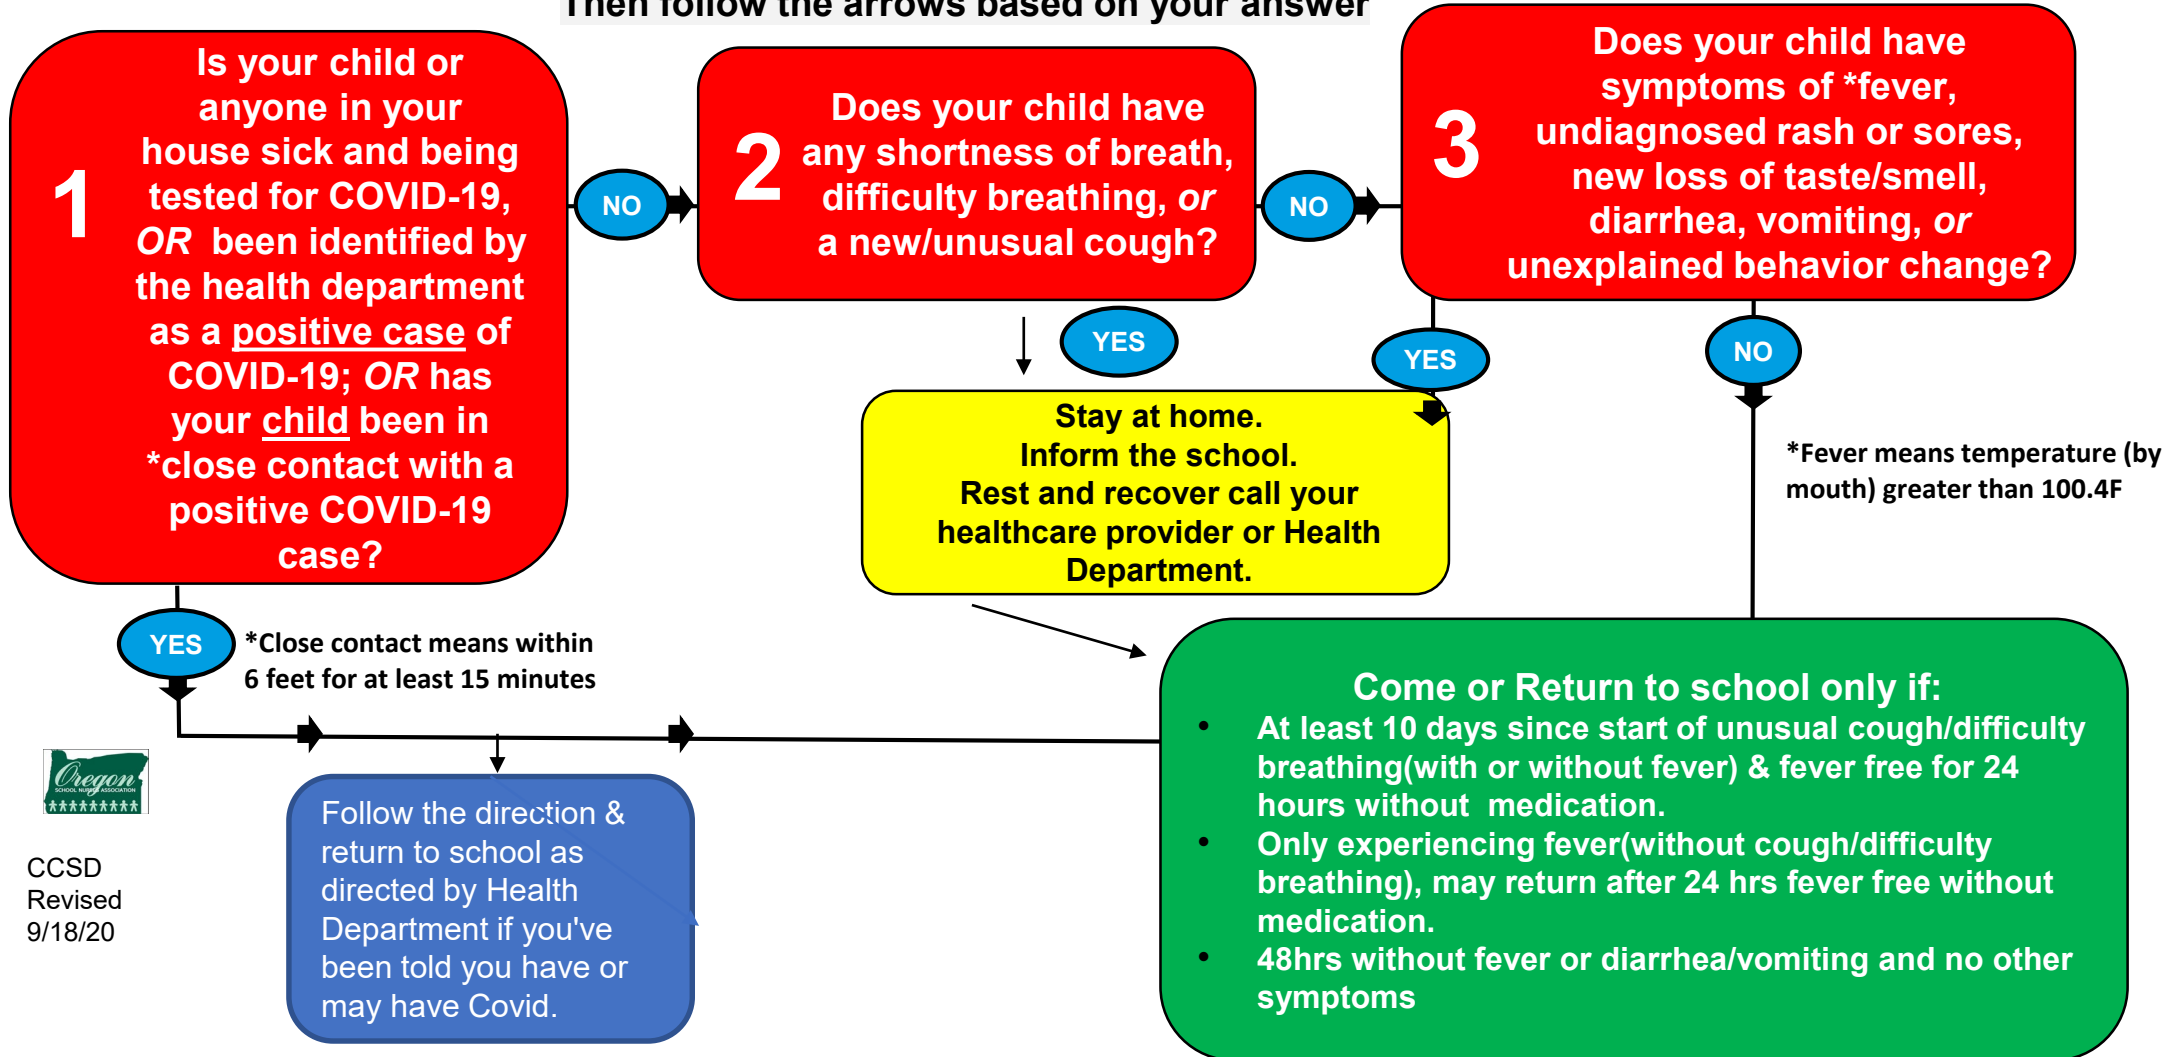 Then follow the arrows based on your answer
1
Is your child or
anyone in your
house sick and being
tested for COVID-19,
OR been identified by
the health department
as a positive case of
COVID-19; OR has
your child been in
*close contact with a
positive COVID-19
case?
NO
2
Does your child have
any shortness of breath,
difficulty breathing, or
a new/unusual cough?
NO
3
Does your child have
symptoms of *fever,
undiagnosed rash or sores,
new loss of taste/smell,
diarrhea, vomiting, or
unexplained behavior change?
YES
YES
NO
Stay at home.
Inform the school.
Rest and recover call your
healthcare provider or Health
Department.
*Fever means temperature (by
mouth) greater than 100.4F
YES
*Close contact means within
6 feet for at least 15 minutes
Oregon
SCHOOL NURSES ASSOCIATION
CCSD
Revised
9/18/20
Follow the direction &
return to school as
directed by Health
Department if you've
been told you have or
may have Covid.
Come or Return to school only if:
• At least 10 days since start of unusual cough/difficulty
breathing(with or without fever) & fever free for 24
hours without  medication.
• Only experiencing fever(without cough/difficulty
breathing), may return after 24 hrs fever free without
medication.
• 48hrs without fever or diarrhea/vomiting and no other
symptoms